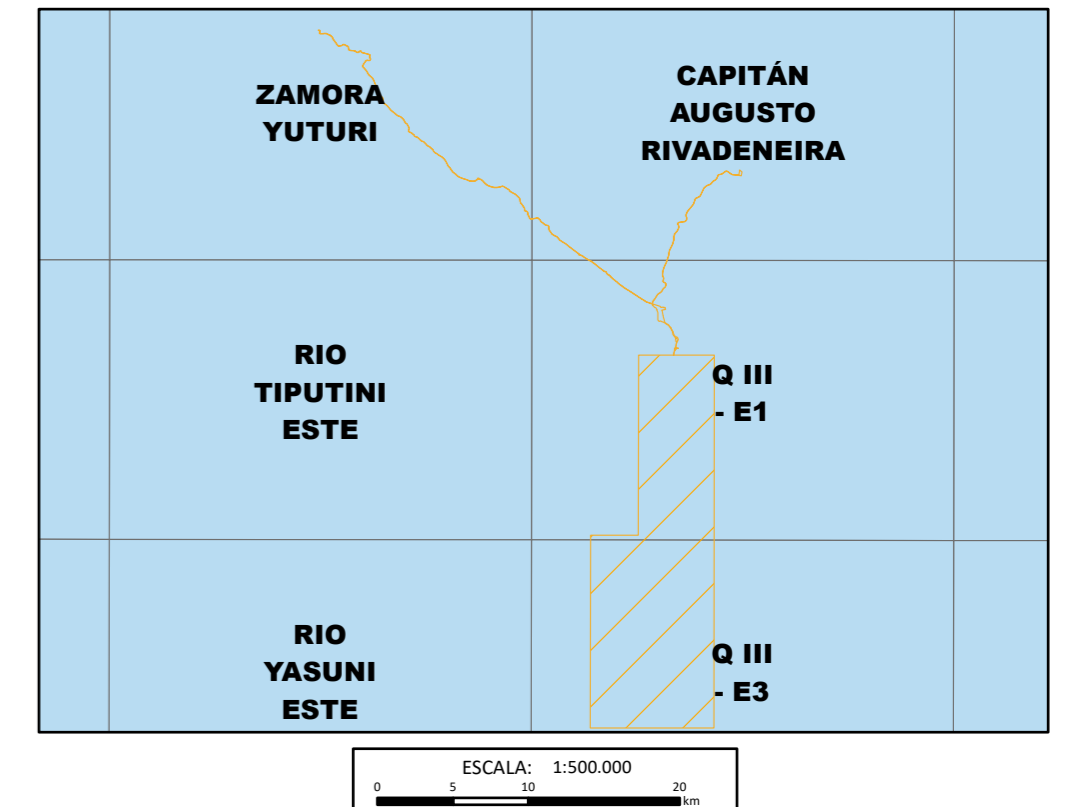 ZAMORA
YUTURI
CAPITÁN
AUGUSTO
RIVADENEIRA
RIO
TIPUTINI
ESTE
Q III
- E1
RIO
YASUNI
ESTE
Q III
- E3
ESCALA: 1:500.000
0 5 10 20
km